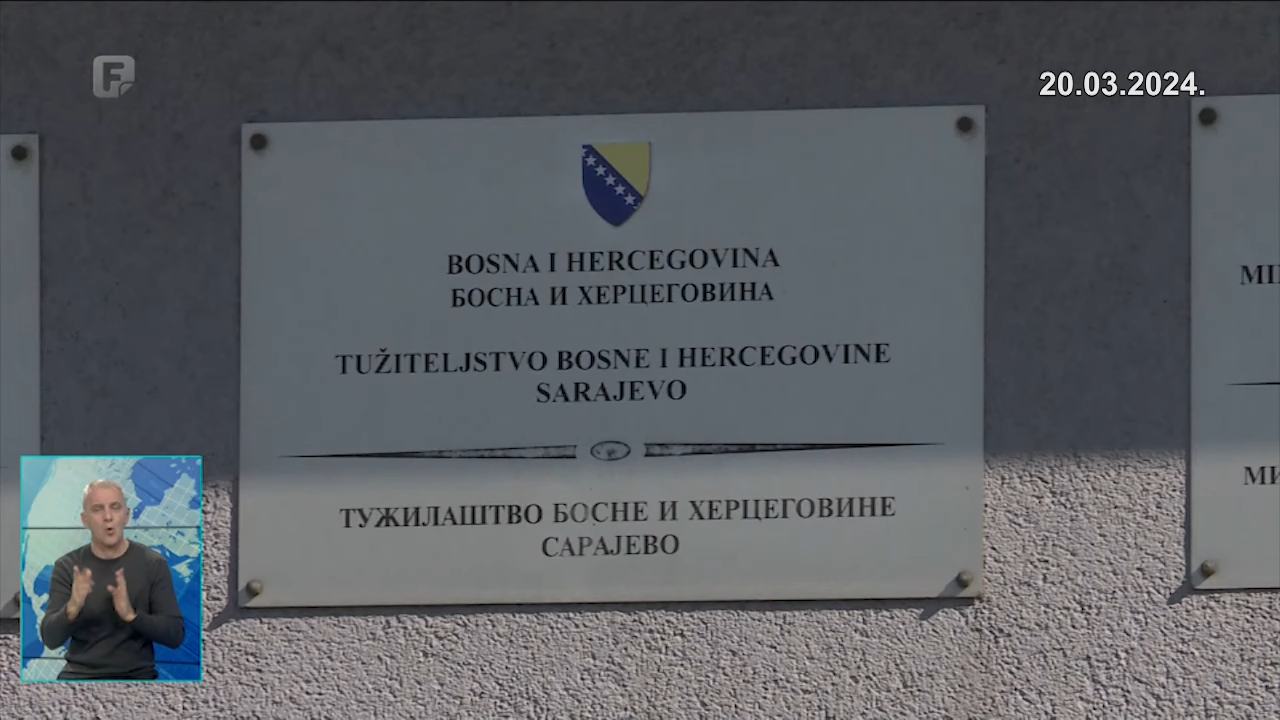 F
20.03.2024.
BOSNA I HERCEGOVINA
БОСНА И ХЕРЦЕГОВИНА
TUŽITELJSTVO BOSNE I HERCEGOVINE
SARAJEVO
ТУЖИЛАШТВО БОСНЕ И ХЕРЦЕГОВИНЕ
САРАЈЕВО